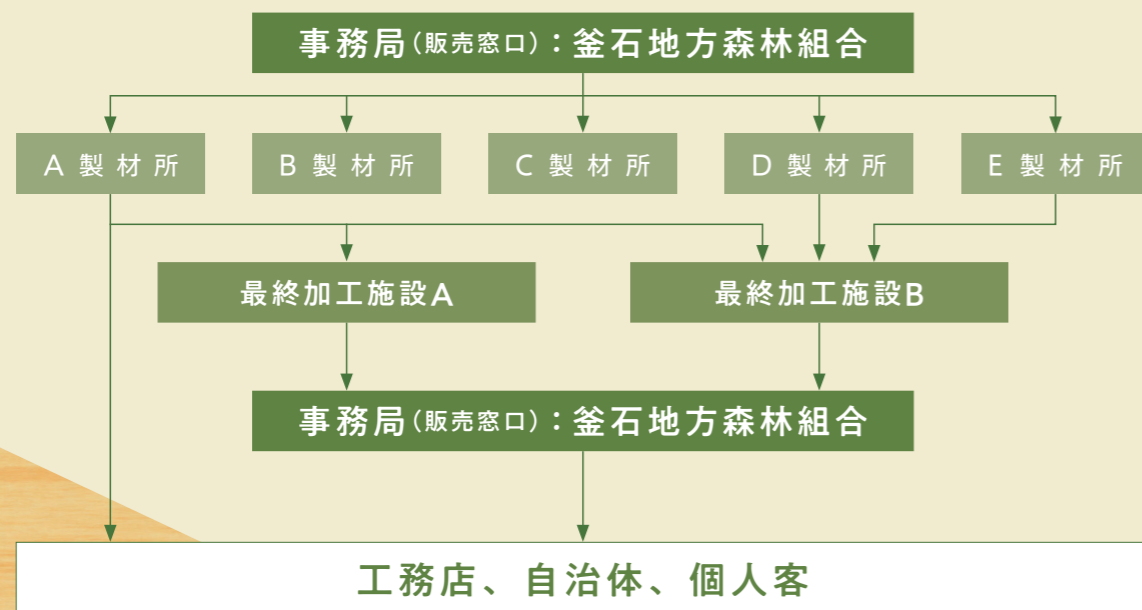 事務局(販売窓口):釜石地方森林組合
A製材所
B製材所
C製材所
D製材所
E製材所
最終加工施設A
最終加工施設B
事務局(販売窓口):釜石地方森林組合
工務店、自治体、個人客